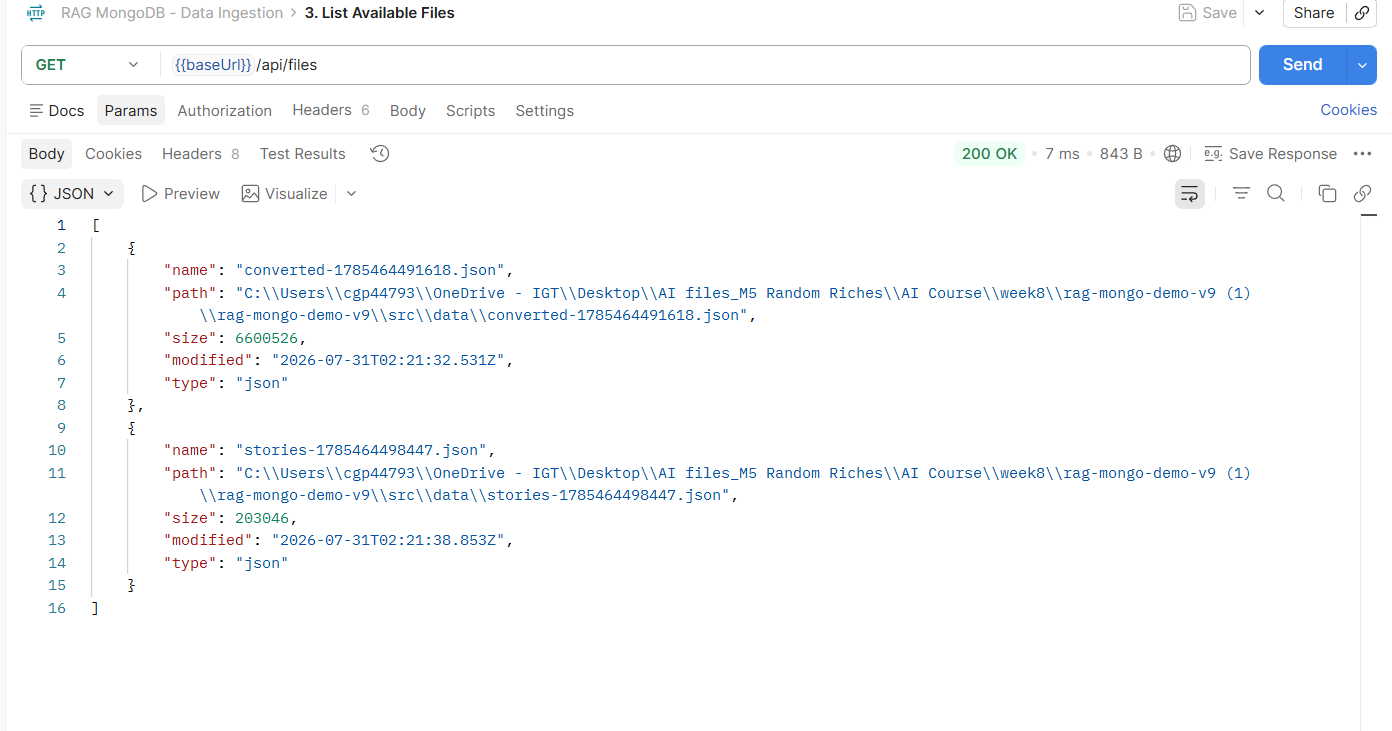 HTTP RAG MongoDB - Data Ingestion > 3. List Available Files Save Share
GET {{baseUrl}} /api/files Send
Docs Params Authorization Headers 6 Body Scripts Settings Cookies
Body Cookies Headers 8 Test Results 200 OK • 7 ms • 843 B • e.g. Save Response
{} JSON Preview Visualize
1 [
2 {
3 "name": "converted-1785464491618.json",
4 "path": "C:\\Users\\cgp44793\\OneDrive - IGT\\Desktop\\AI files_M5 Random Riches\\AI Course\\week8\\rag-mongo-demo-v9 (1)
\\rag-mongo-demo-v9\\src\\data\\converted-1785464491618.json",
5 "size": 6600526,
6 "modified": "2026-07-31T02:21:32.531Z",
7 "type": "json"
8 },
9 {
10 "name": "stories-1785464498447.json",
11 "path": "C:\\Users\\cgp44793\\OneDrive - IGT\\Desktop\\AI files_M5 Random Riches\\AI Course\\week8\\rag-mongo-demo-v9 (1)
\\rag-mongo-demo-v9\\src\\data\\stories-1785464498447.json",
12 "size": 203046,
13 "modified": "2026-07-31T02:21:38.853Z",
14 "type": "json"
15 }
16 ]